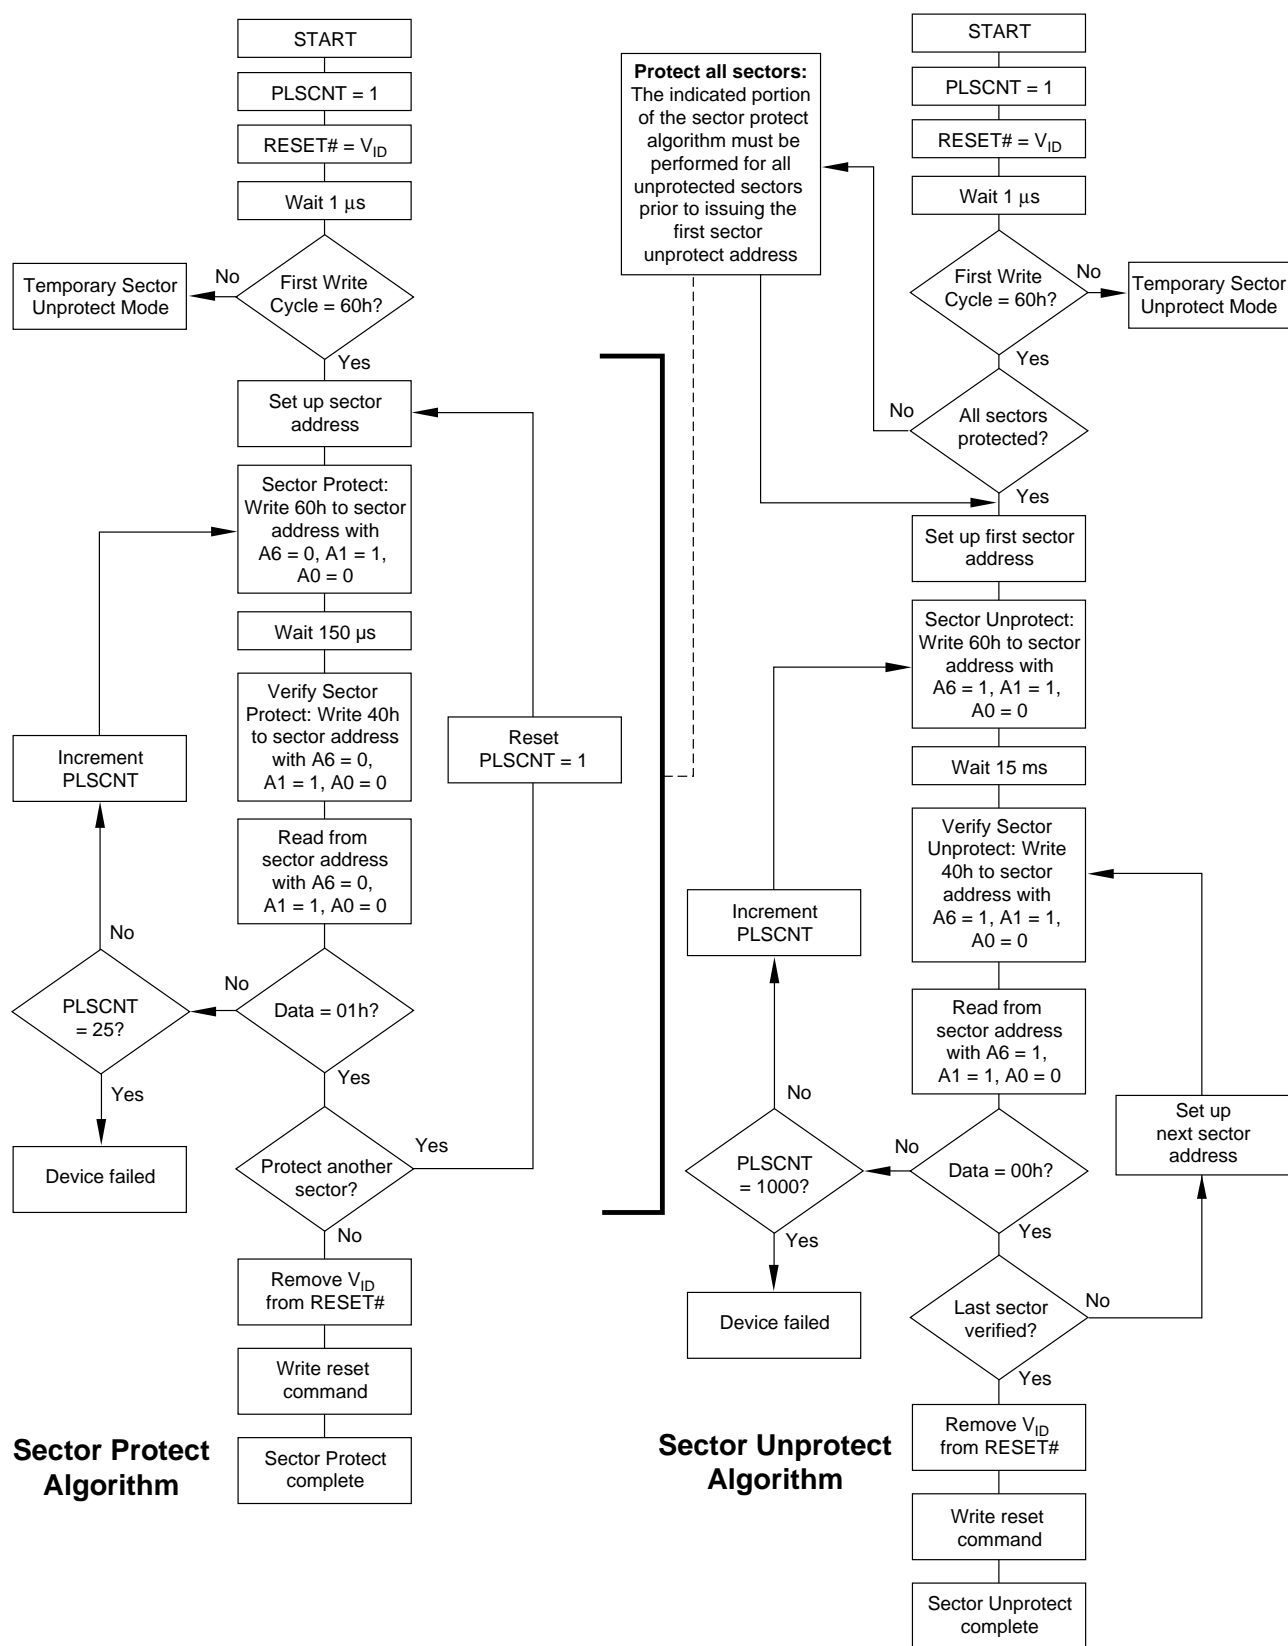 START
PLSCNT = 1
RESET# = VID
Wait 1 μs
First Write
Cycle = 60h?
No
Temporary Sector
Unprotect Mode
Yes
Set up sector
address
Sector Protect:
Write 60h to sector
address with
A6 = 0, A1 = 1,
A0 = 0
Wait 150 µs
Verify Sector
Protect: Write 40h
to sector address
with A6 = 0,
A1 = 1, A0 = 0
Reset
PLSCNT = 1
Increment
PLSCNT
Read from
sector address
with A6 = 0,
A1 = 1, A0 = 0
No
No
PLSCNT
= 25?
Data = 01h?
Yes
Yes
Device failed
Protect another
sector?
Yes
No
Remove VID
from RESET#
Write reset
command
Sector Protect
complete
Sector Protect
Algorithm
Protect all sectors:
The indicated portion
of the sector protect
algorithm must be
performed for all
unprotected sectors
prior to issuing the
first sector
unprotect address
START
PLSCNT = 1
RESET# = VID
Wait 1 μs
First Write
Cycle = 60h?
No
Temporary Sector
Unprotect Mode
Yes
No
All sectors
protected?
Yes
Set up first sector
address
Sector Unprotect:
Write 60h to sector
address with
A6 = 1, A1 = 1,
A0 = 0
Wait 15 ms
Verify Sector
Unprotect: Write
40h to sector
address with
A6 = 1, A1 = 1,
A0 = 0
Increment
PLSCNT
Read from
sector address
with A6 = 1,
A1 = 1, A0 = 0
No
No
PLSCNT
= 1000?
Data = 00h?
Set up
next sector
address
Yes
Yes
Device failed
Last sector
verified?
No
Yes
Remove VID
from RESET#
Write reset
command
Sector Unprotect
complete
Sector Unprotect
Algorithm